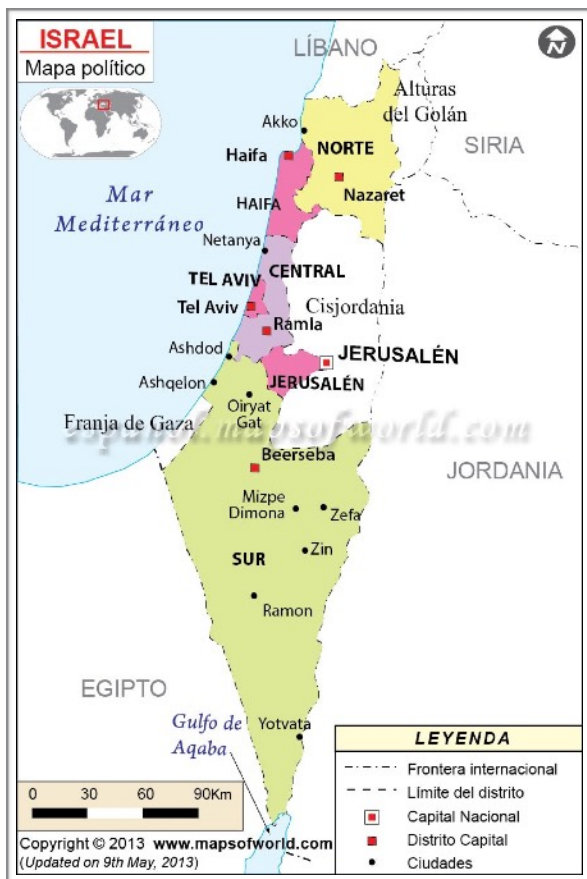 ISRAEL
Mapa político
LÍBANO
Alturas
del Golán
SIRIA
Akko
NORTE
Haifa
Nazaret
Mar
Mediterráneo
HAIFA
Netanya
TEL AVIV
CENTRAL
Tel Aviv
Cisjordania
Ramla
Ashdod
JERUSALÉN
Ashqelon
JERUSALÉN
Oiryat
Gat
Franja de Gaza
español.mapsofworld.com
Beerseba
JORDANIA
Mizpe
Dimona
Zefa
Zin
SUR
Ramon
EGIPTO
Gulfo de
Aqaba
Yotvata
LEYENDA
Frontera internacional
Límite del distrito
Capital Nacional
Distrito Capital
Ciudades
0 30 60 90Km
Copyright © 2013 www.mapsofworld.com
(Updated on 9th May, 2013)
N